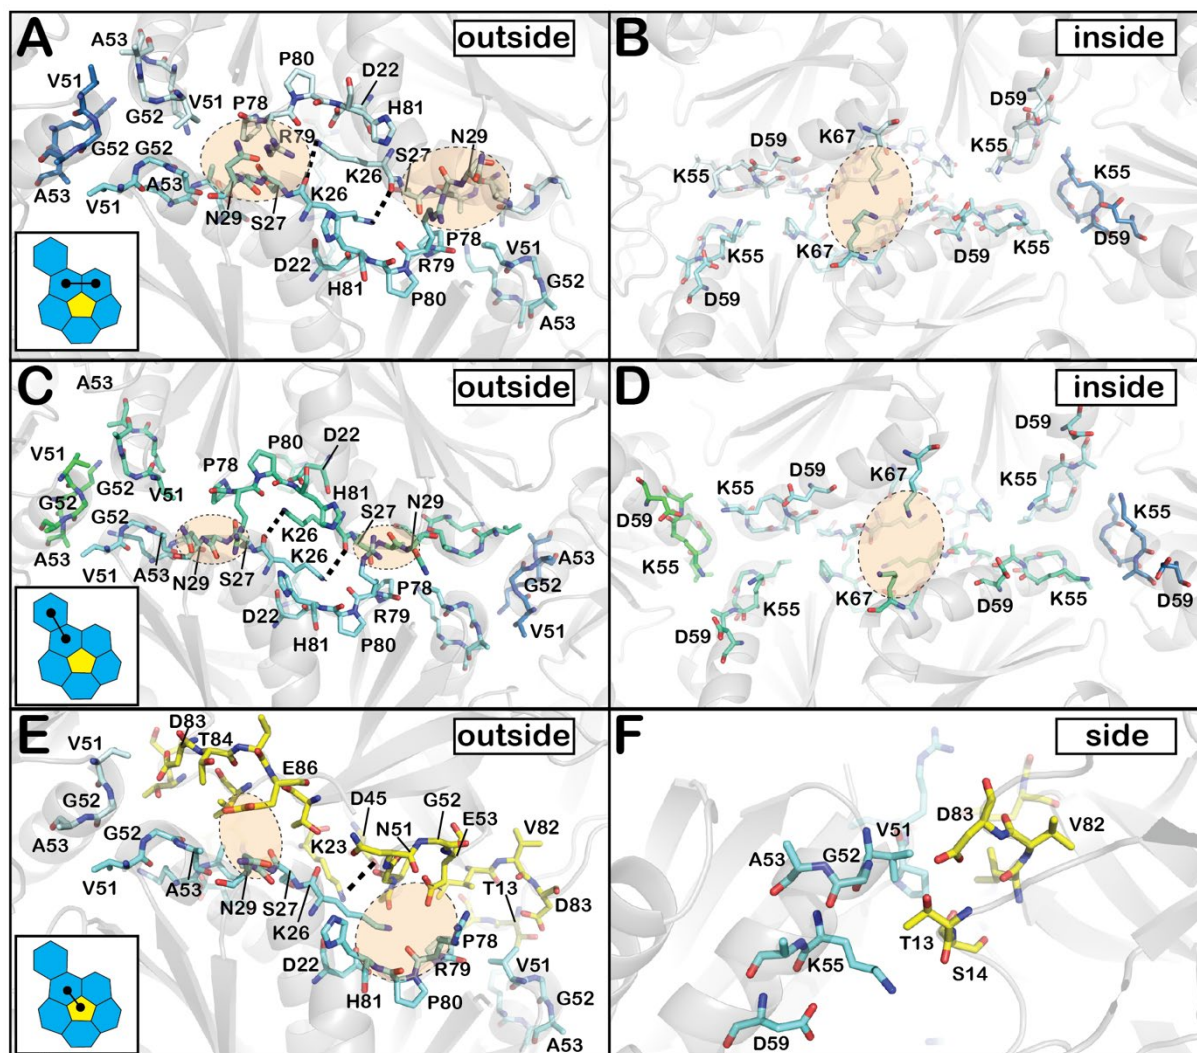 A
outside
A53
V51
G52
V51
G52
G52
A53
V51
A53
P80
D22
P78
H81
R79
N29
S27
K26
K26
N29
S27
D22
H81
P80
R79
P78
V51
G52
A53
B
inside
D59
K67
D59
K55
K55
K55
K67
D59
K55
D59
K55
D59
C
outside
A53
V51
G52
G52
V51
G52
A53
V51
A53
P80
D22
P78
H81
S27
N29
K26
K26
N29
S27
D22
H81
P80
R79
P78
A53
G52
V51
D
inside
D59
K67
D59
K55
K55
D59
K55
K55
K67
D59
K55
D59
D59
E
outside
D83
T84
V51
E86
D45
G52
E53
N51
V82
G52
A53
G52
K23
V51
A53
N29
S27
K26
T13
D83
P78
D22
R79
H81
P80
V51
G52
A53
F
side
D83
V51
V82
A53
G52
T13
K55
S14
D59